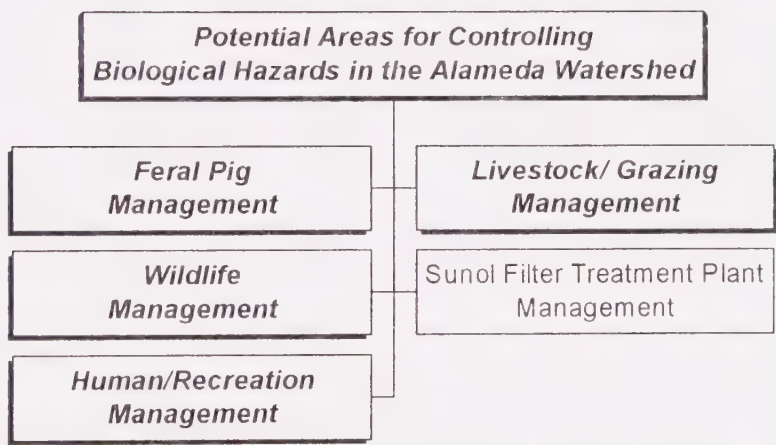 Potential Areas for Controlling
Biological Hazards in the Alameda Watershed
Feral Pig
Management
Livestock/ Grazing
Management
Wildlife
Management
Sunol Filter Treatment Plant
Management
Human/Recreation
Management